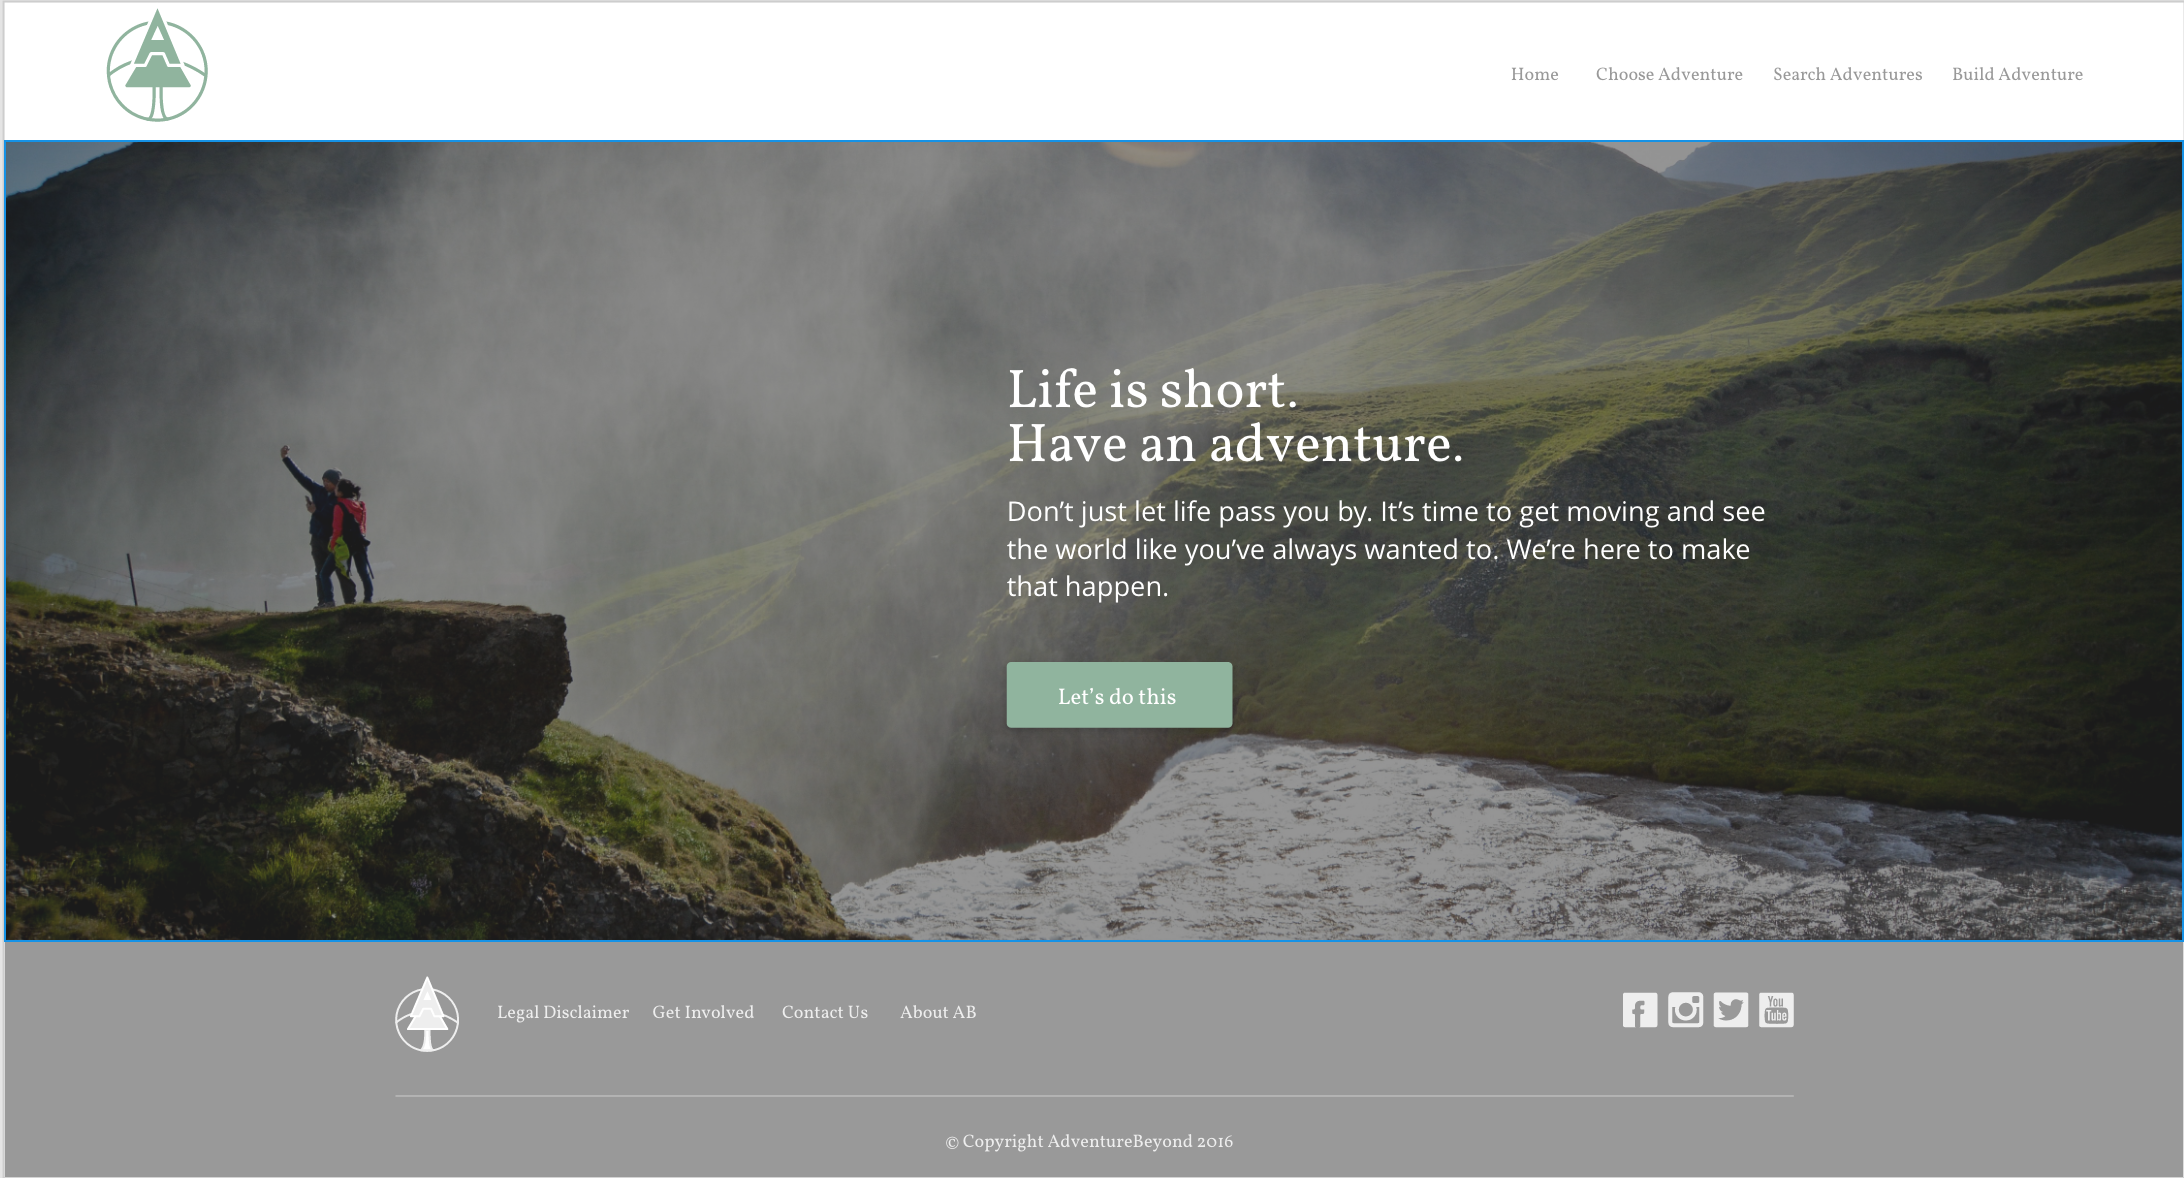 Home Choose Adventure Search Adventures Build Adventure
Life is short.
Have an adventure.
Don’t just let life pass you by. It’s time to get moving and see
the world like you’ve always wanted to. We’re here to make
that happen.
Let’s do this
Legal Disclaimer Get Involved Contact Us About AB
You
Tube
© Copyright AdventureBeyond 2016